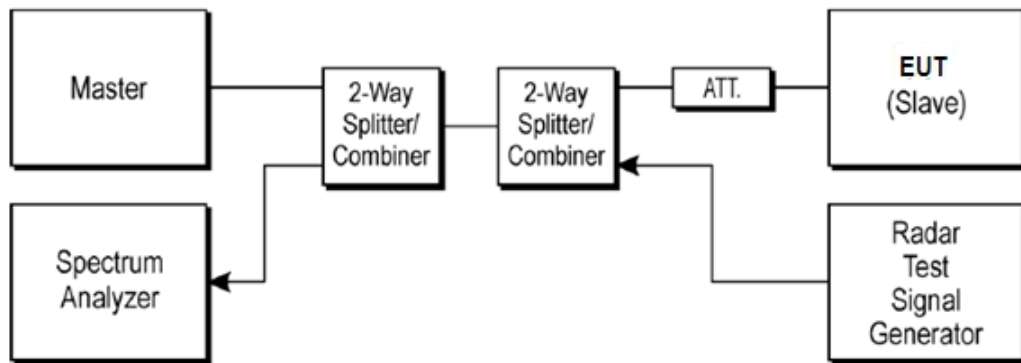 Master
2-Way
Splitter/
Combiner
2-Way
Splitter/
Combiner
ATT.
EUT
(Slave)
Spectrum
Analyzer
Radar
Test
Signal
Generator